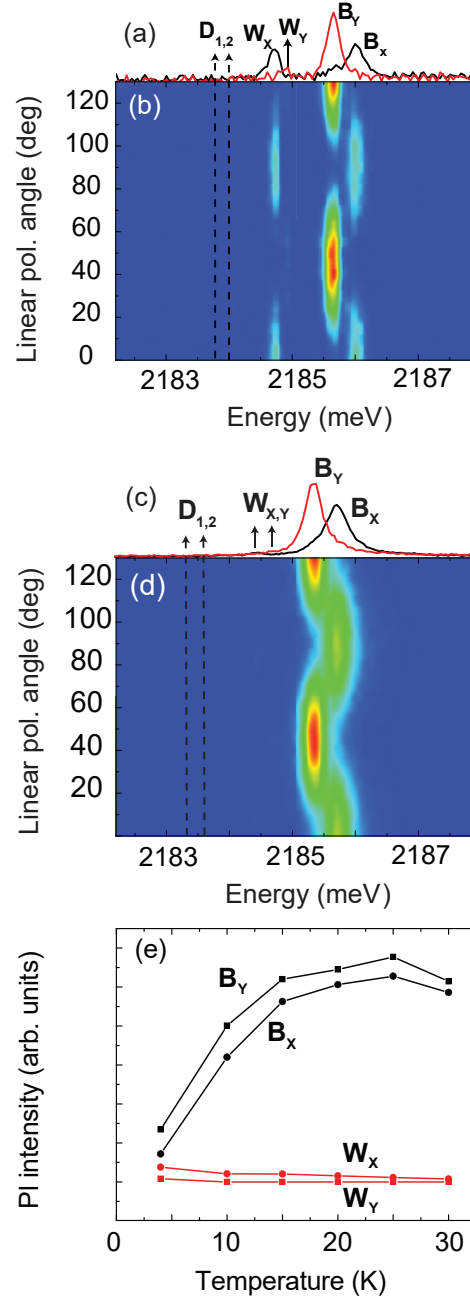 (a)
D1,2
WX
WY
BY
Bx
(b)
Linear pol. angle (deg)
120
100
80
60
40
20
0
2183
2185
2187
Energy (meV)
(c)
D1,2
WX,Y
BY
BX
(d)
Linear pol. angle (deg)
120
100
80
60
40
20
2183
2185
2187
Energy (meV)
(e)
PI intensity (arb. units)
BY
BX
WX
WY
0
10
20
30
Temperature (K)